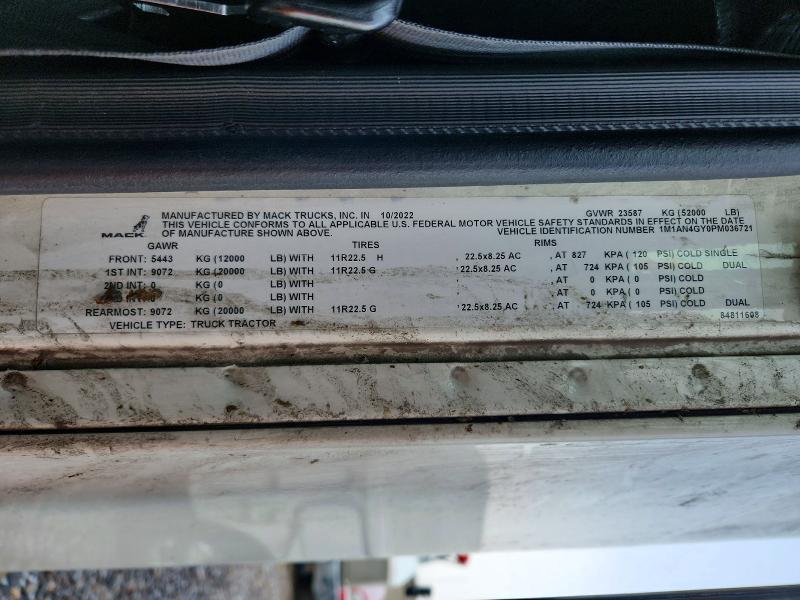 MANUFACTURED BY MACK TRUCKS, INC. IN 10/2022 GVWR 23587 KG (52000 LB)
THIS VEHICLE CONFORMS TO ALL APPLICABLE U.S. FEDERAL MOTOR VEHICLE SAFETY STANDARDS IN EFFECT ON THE DATE
MACK OF MANUFACTURE SHOWN ABOVE. VEHICLE IDENTIFICATION NUMBER 1M1AN4GY0PM036721
GAWR TIRES RIMS
FRONT: 5443 KG (12000 LB) WITH 11R22.5 H , 22.5x8.25 AC , AT 827 KPA ( 120 PSI) COLD SINGLE
1ST INT: 9072 KG (20000 LB) WITH 11R22.5 G , 22.5x8.25 AC , AT 724 KPA ( 105 PSI) COLD DUAL
2ND INT: 0 KG (0 LB) WITH , , AT 0 KPA ( 0 PSI) COLD
INT: 0 KG (0 LB) WITH , , AT 0 KPA ( 0 PSI) COLD
REARMOST: 9072 KG (20000 LB) WITH 11R22.5 G , 22.5x8.25 AC , AT 724 KPA ( 105 PSI) COLD DUAL
VEHICLE TYPE: TRUCK TRACTOR 84811608